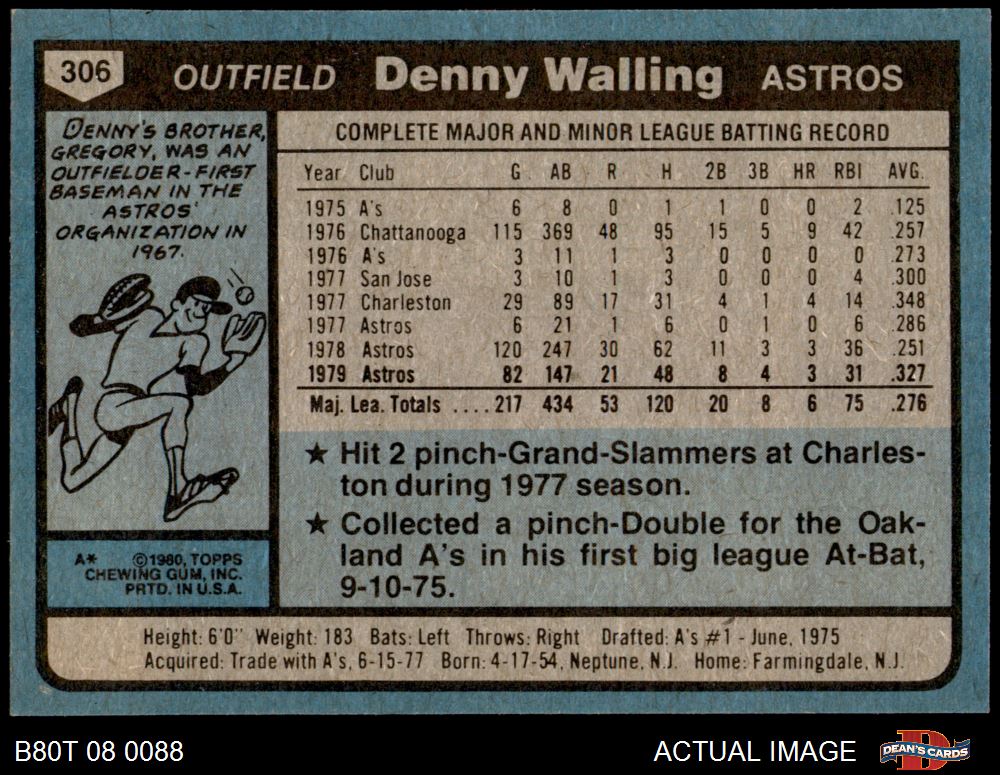 306 OUTFIELD Denny Walling ASTROS
DENNY'S BROTHER,
GREGORY, WAS AN
OUTFIELDER-FIRST
BASEMAN IN THE
ASTROS'
ORGANIZATION IN
1967.
A* ©1980, TOPPS
CHEWING GUM, INC.
PRTD. IN U.S.A.
COMPLETE MAJOR AND MINOR LEAGUE BATTING RECORD
Year Club G AB R H 2B 3B HR RBI AVG.
1975 A's 6 8 0 1 1 0 0 2 .125
1976 Chattanooga 115 369 48 95 15 5 9 42 .257
1976 A's 3 11 1 3 0 0 0 0 .273
1977 San Jose 3 10 1 3 0 0 0 4 .300
1977 Charleston 29 89 17 31 4 1 4 14 .348
1977 Astros 6 21 1 6 0 1 0 6 .286
1978 Astros 120 247 30 62 11 3 3 36 .251
1979 Astros 82 147 21 48 8 4 3 31 .327
Maj. Lea. Totals ....217 434 53 120 20 8 6 75 .276
★ Hit 2 pinch-Grand-Slammers at Charles-
ton during 1977 season.
★ Collected a pinch-Double for the Oak-
land A's in his first big league At-Bat,
9-10-75.
Height: 6'0" Weight: 183 Bats: Left Throws: Right Drafted: A's #1 - June, 1975
Acquired: Trade with A's, 6-15-77 Born: 4-17-54, Neptune, N.J. Home: Farmingdale, N.J.
B80T 08 0088 ACTUAL IMAGE DEAN'S CARDS